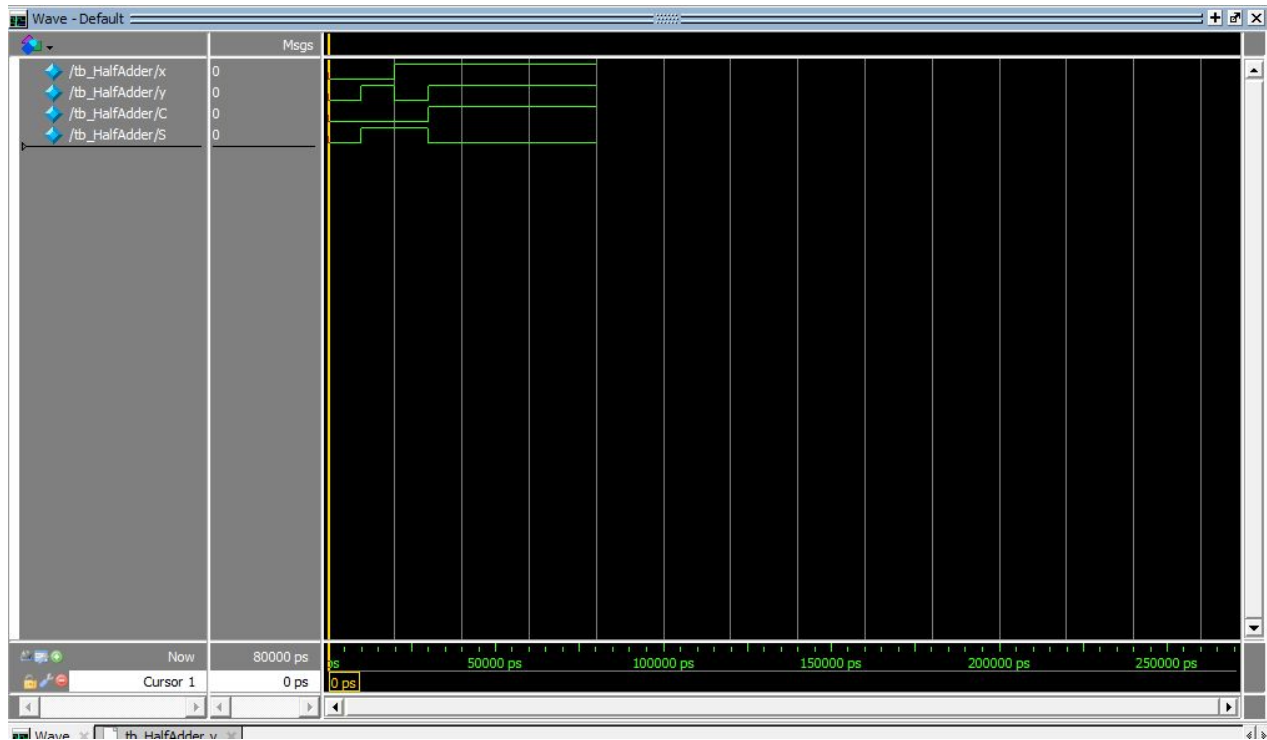 Wave - Default
Msgs
/tb_HalfAdder/x 0
/tb_HalfAdder/y 0
/tb_HalfAdder/C 0
/tb_HalfAdder/S 0
Now 80000 ps ps 50000 ps 100000 ps 150000 ps 200000 ps 250000 ps
Cursor 1 0 ps 0 ps
Wave tb_HalfAdder.v